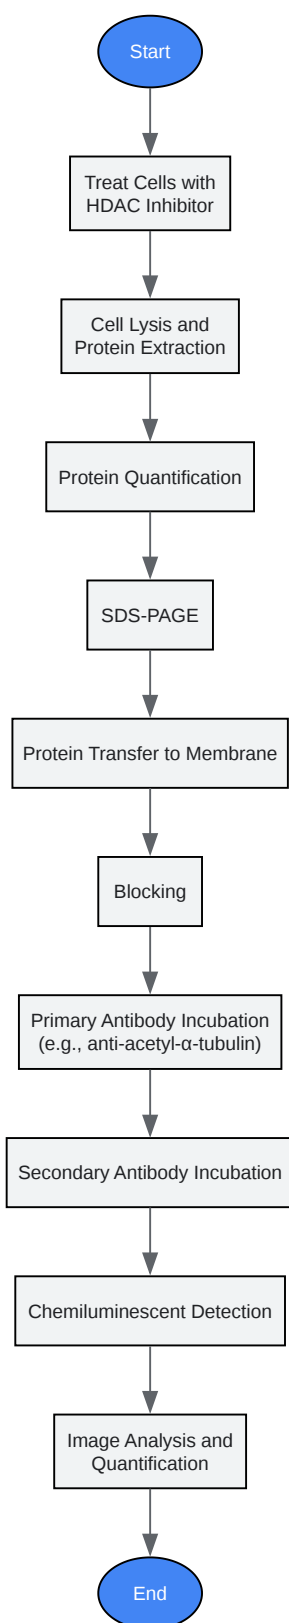 Start
Treat Cells with
HDAC Inhibitor
Cell Lysis and
Protein Extraction
Protein Quantification
SDS-PAGE
Protein Transfer to Membrane
Blocking
Primary Antibody Incubation
(e.g., anti-acetyl-α-tubulin)
Secondary Antibody Incubation
Chemiluminescent Detection
Image Analysis and
Quantification
End